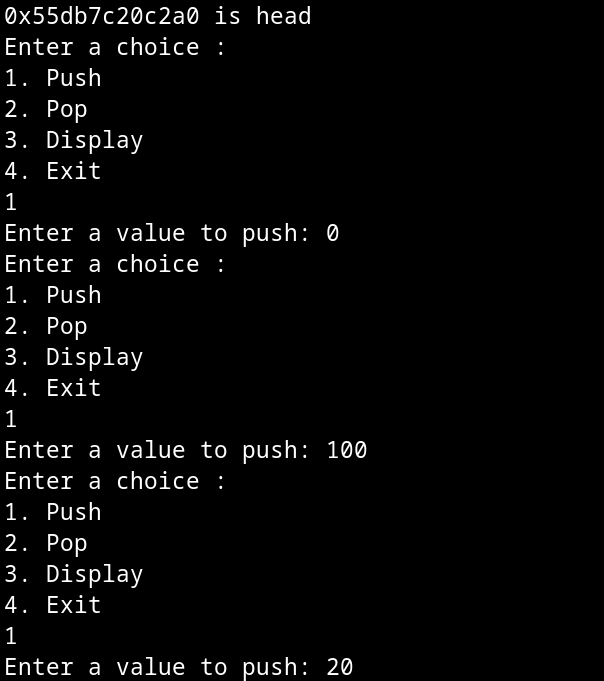 0x55db7c20c2a0 is head
Enter a choice :
1. Push
2. Pop
3. Display
4. Exit
1
Enter a value to push: 0
Enter a choice :
1. Push
2. Pop
3. Display
4. Exit
1
Enter a value to push: 100
Enter a choice :
1. Push
2. Pop
3. Display
4. Exit
1
Enter a value to push: 20